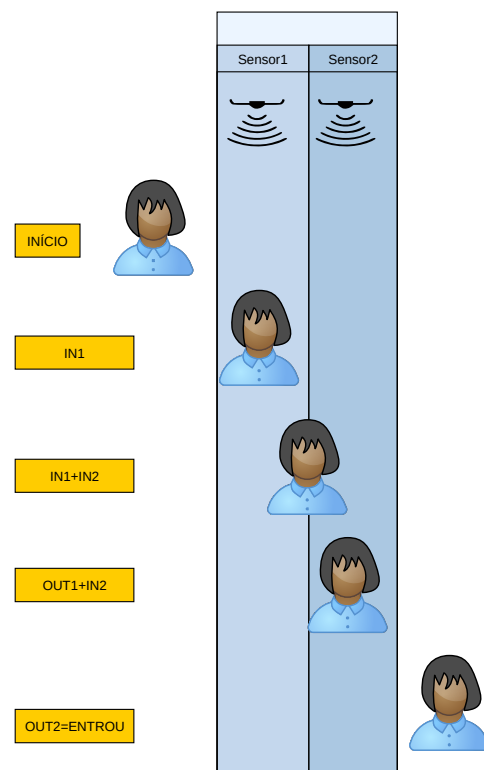 Sensor1
Sensor2
INÍCIO
IN1
IN1+IN2
OUT1+IN2
OUT2=ENTROU